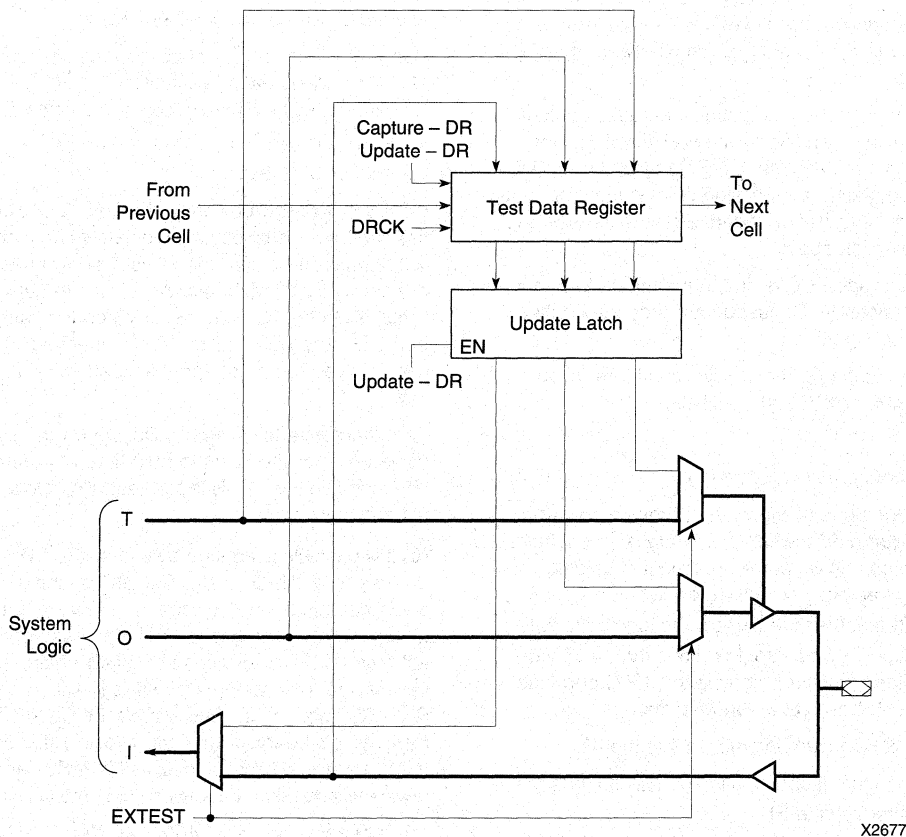 Capture – DR
Update – DR
From
Previous
Cell
DRCK
Test Data Register
To
Next
Cell
Update Latch
EN
Update – DR
T
System
Logic
O
I
EXTEST
X2677